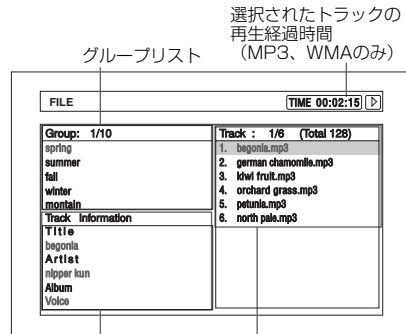 選択されたトラックの
再生経過時間
（MP3、WMAのみ）
グループリスト
FILE
TIME 00:02:15
Group: 1/10
spring
summer
fall
winter
montain
Track Information
Title
begonia
Artist
nipper kun
Album
Voice
Track : 1/6 (Total 128)
1. begonia.mp3
2. german chamomile.mp3
3. kiwi fruit.mp3
4. orchard grass.mp3
5. petunia.mp3
6. north pale.mp3